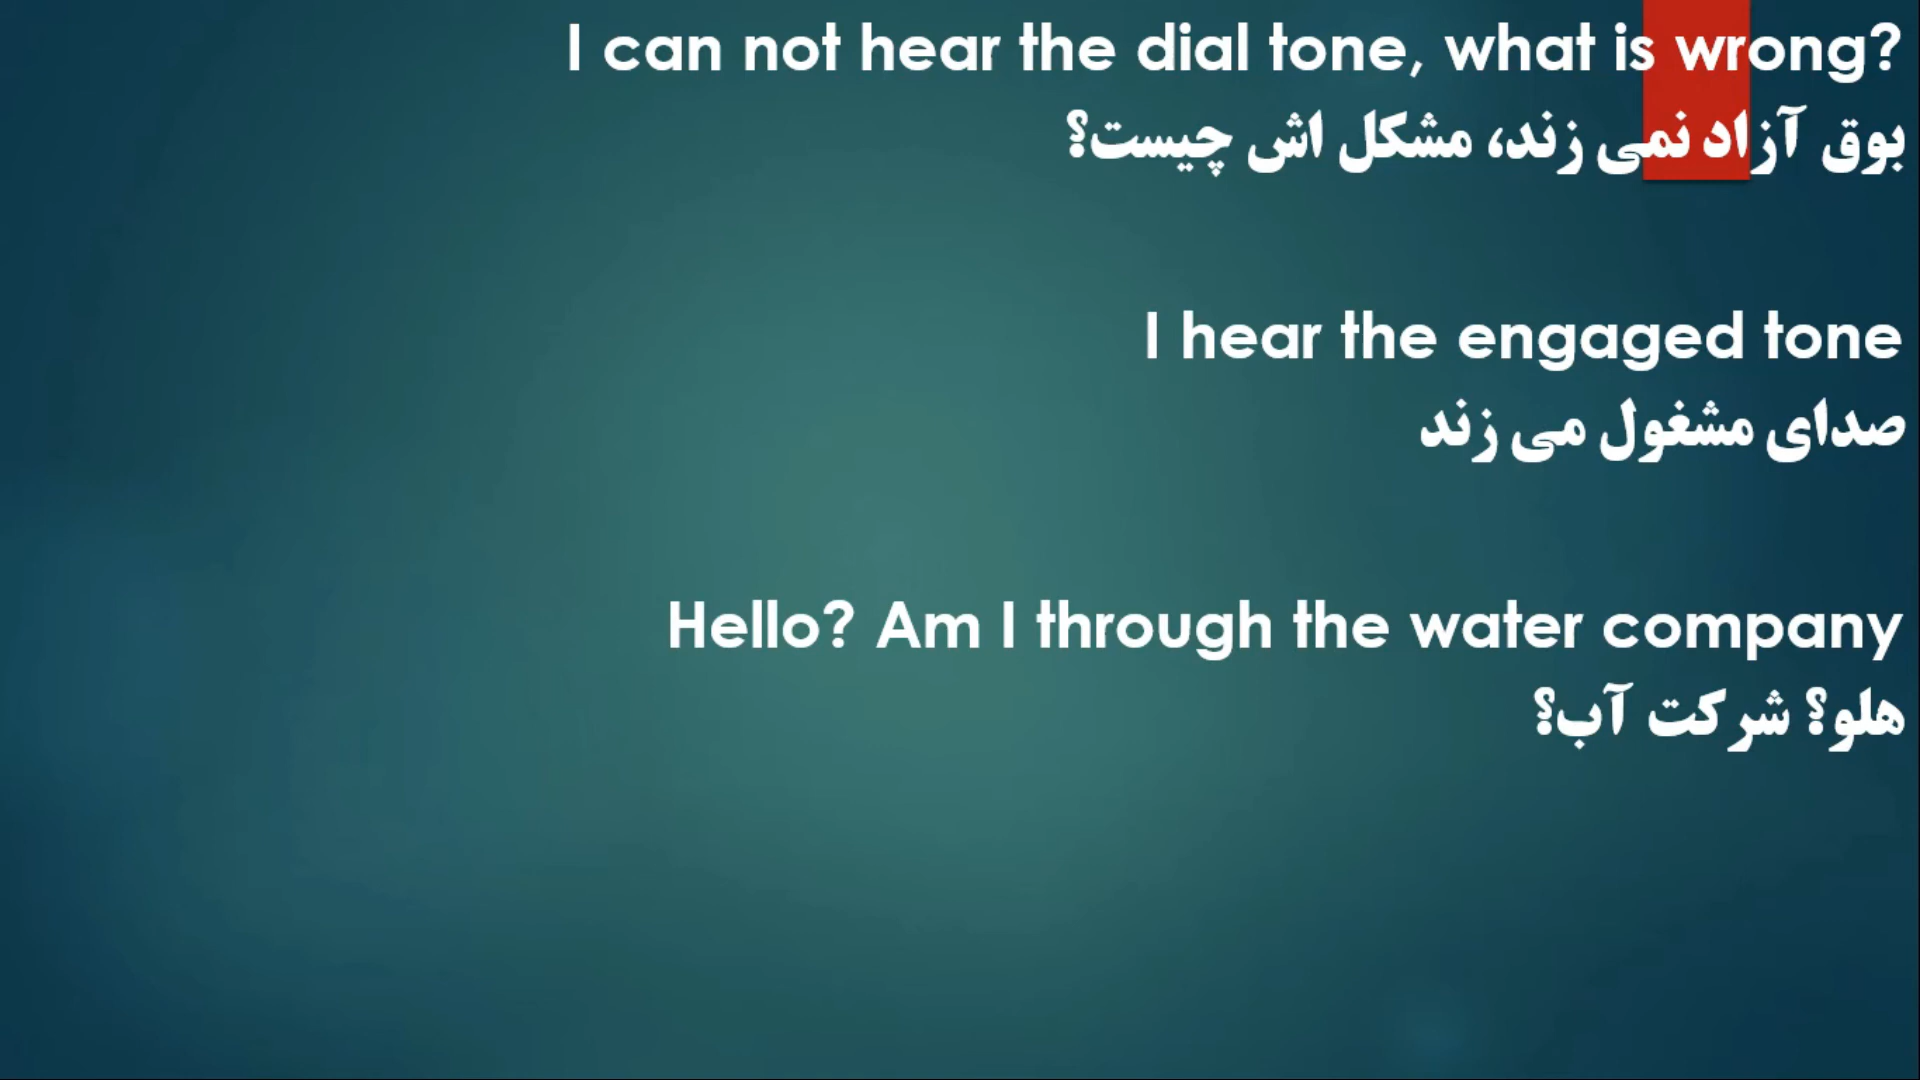 I can not hear the dial tone, what is wrong?
بوق آزاد نمی زند، مشکل اش چیست؟
I hear the engaged tone
صدای مشغول می زند
Hello? Am I through the water company
هلو؟ شرکت آب؟